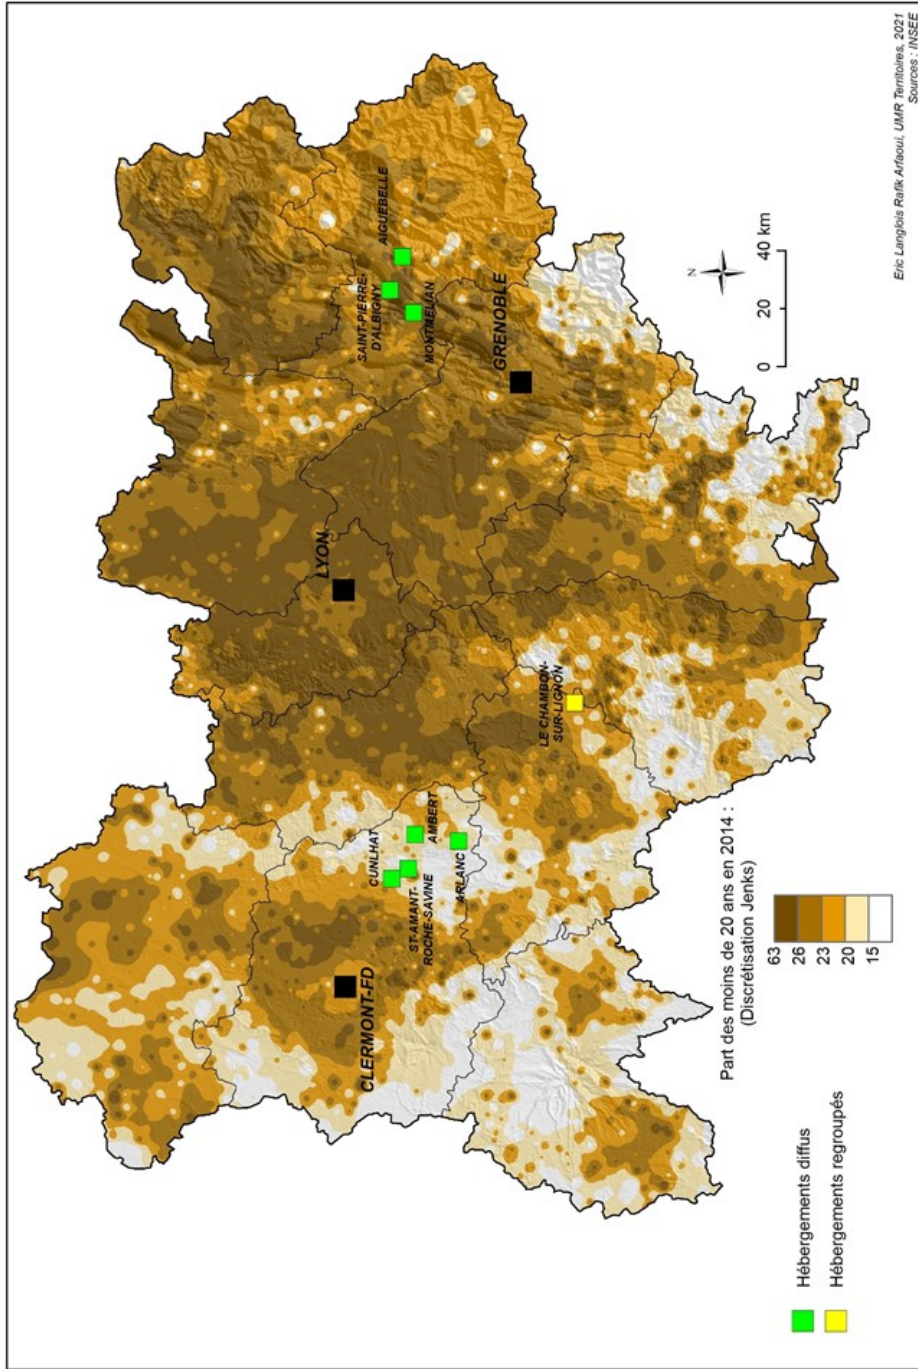 SAINT-PIERRE-
D'ALBIGNY
AIGUEBELLE
MONTMELIAN
LYON
CUNLHAT
CLERMONT-FD
ST-AMANT-
ROCHE-SAVINE
AMBERT
ARLANC
GRENOBLE
LE CHAMBON-
SUR-LIGNON
N
0 20 40 km
Part des moins de 20 ans en 2014 :
(Discrétisation Jenks)
63
26
23
20
15
Hébergements diffus
Hébergements regroupés
Eric Langlois Rafik Arfaoui, UMR Territoires, 2021
Sources : INSEE